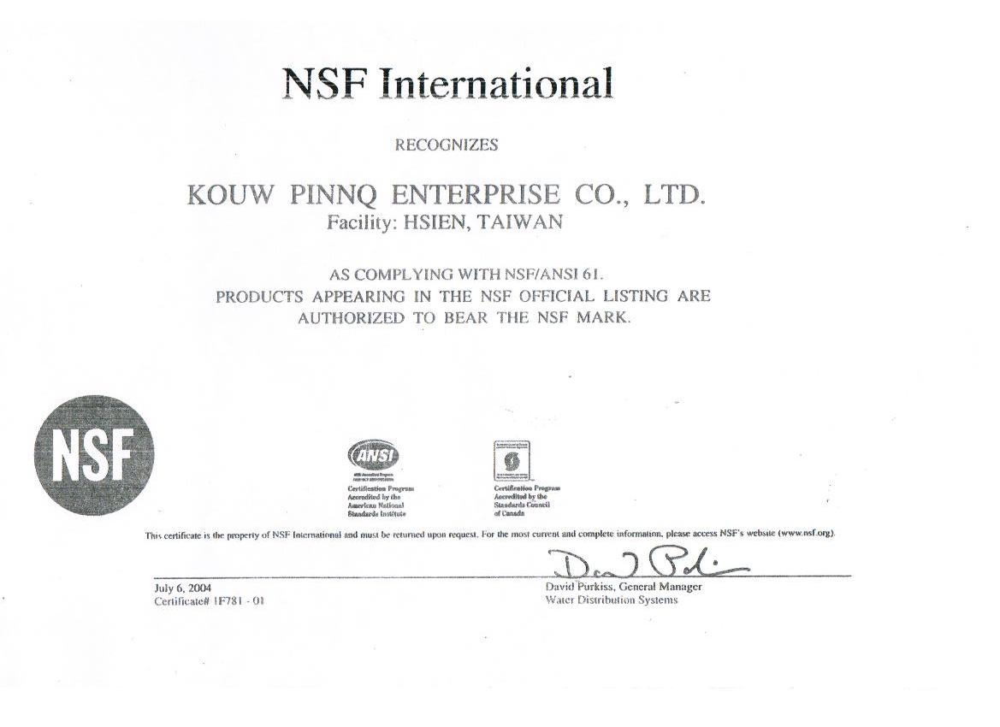 NSF International
RECOGNIZES
KOUW PINNQ ENTERPRISE CO., LTD.
Facility: HSIEN, TAIWAN
AS COMPLYING WITH NSF/ANSI 61.
PRODUCTS APPEARING IN THE NSF OFFICIAL LISTING ARE
AUTHORIZED TO BEAR THE NSF MARK.
NSF
ANSI
Certification Program
Accredited by the
American National
Standards Institute
Certification Program
Accredited by the
Standards Council
of Canada
This certificate is the property of NSF International and must be returned upon request. For the most current and complete information, please access NSF's website (www.nsf.org).
July 6, 2004
Certificate# 1F781 - 01
David Purkiss, General Manager
Water Distribution Systems